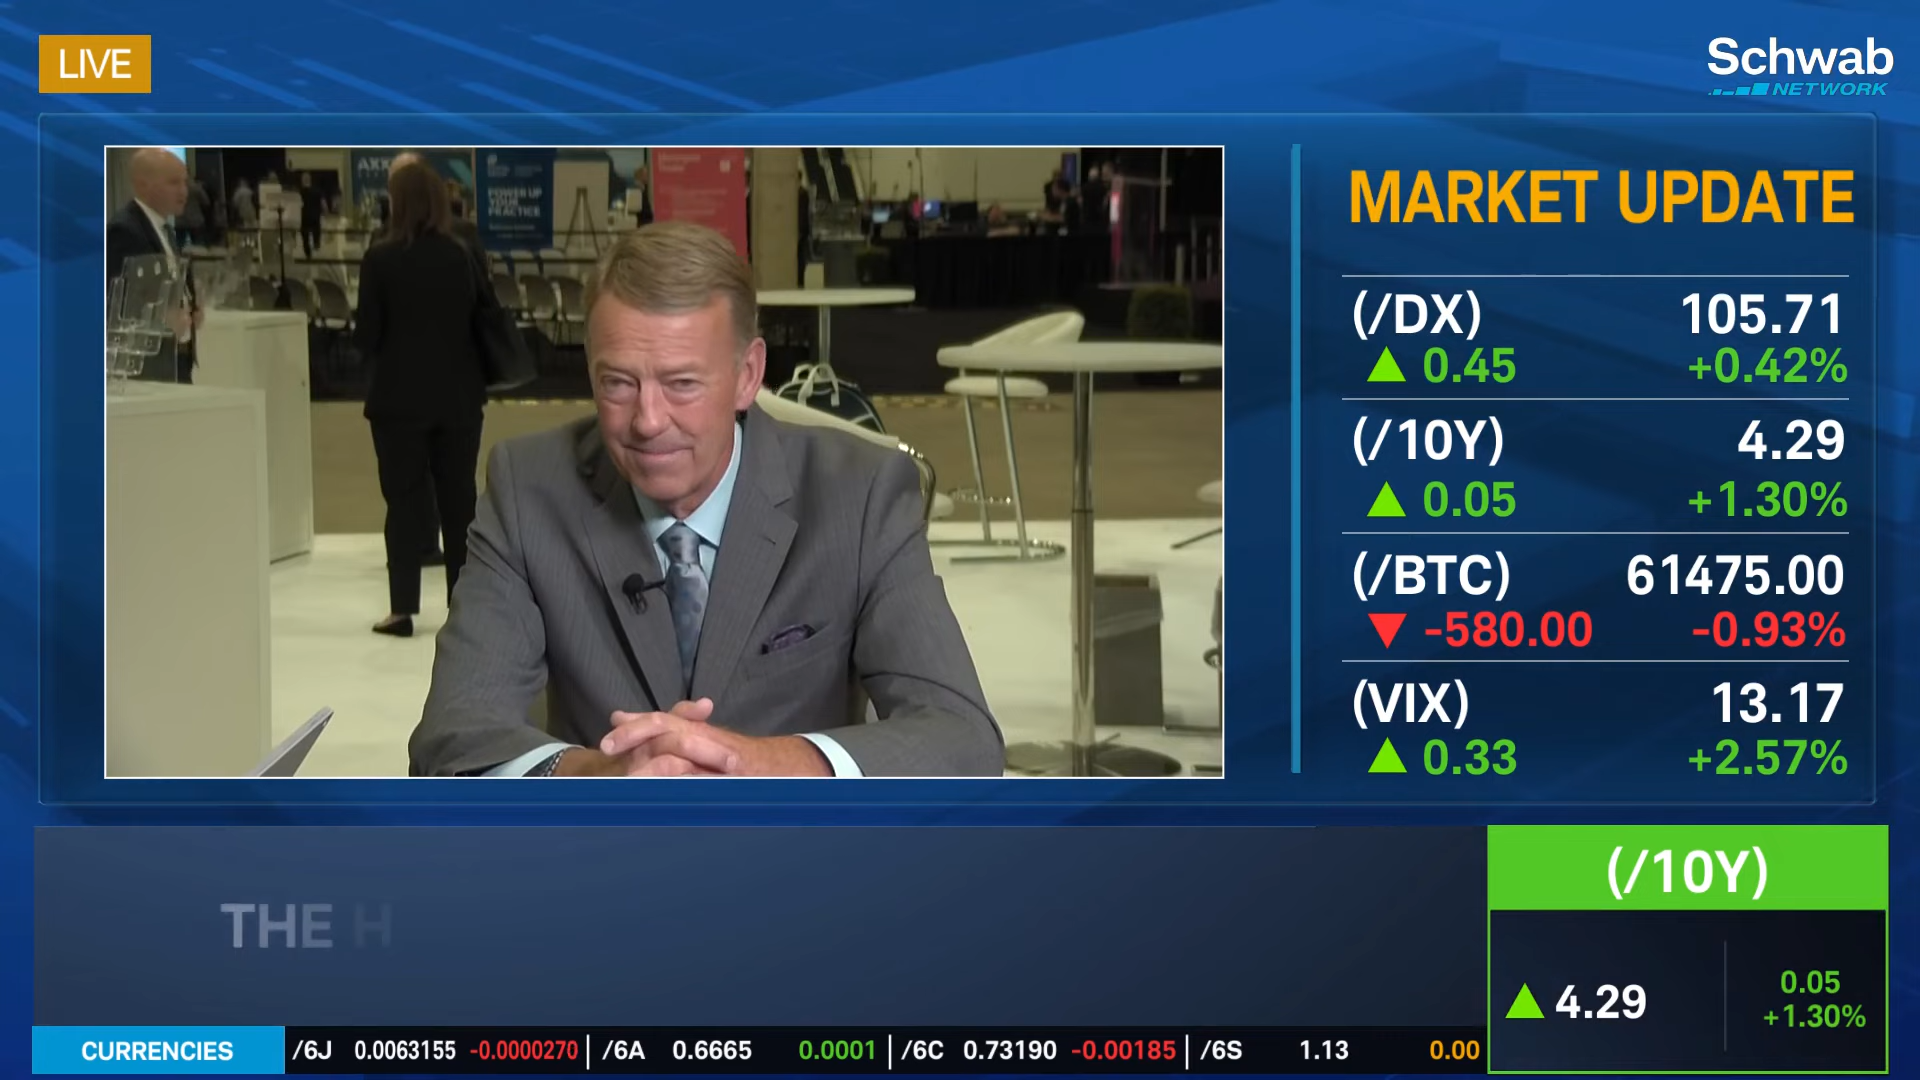 LIVE
Schwab
NETWORK
AXX
POWER UP
YOUR
PRACTICE
MARKET UPDATE
(/DX) 105.71
▲ 0.45 +0.42%
(/10Y) 4.29
▲ 0.05 +1.30%
(/BTC) 61475.00
▼ -580.00 -0.93%
(VIX) 13.17
▲ 0.33 +2.57%
THE H
(/10Y)
▲ 4.29
0.05
+1.30%
CURRENCIES /6J 0.0063155 -0.0000270 | /6A 0.6665 0.0001 | /6C 0.73190 -0.00185 | /6S 1.13 0.00